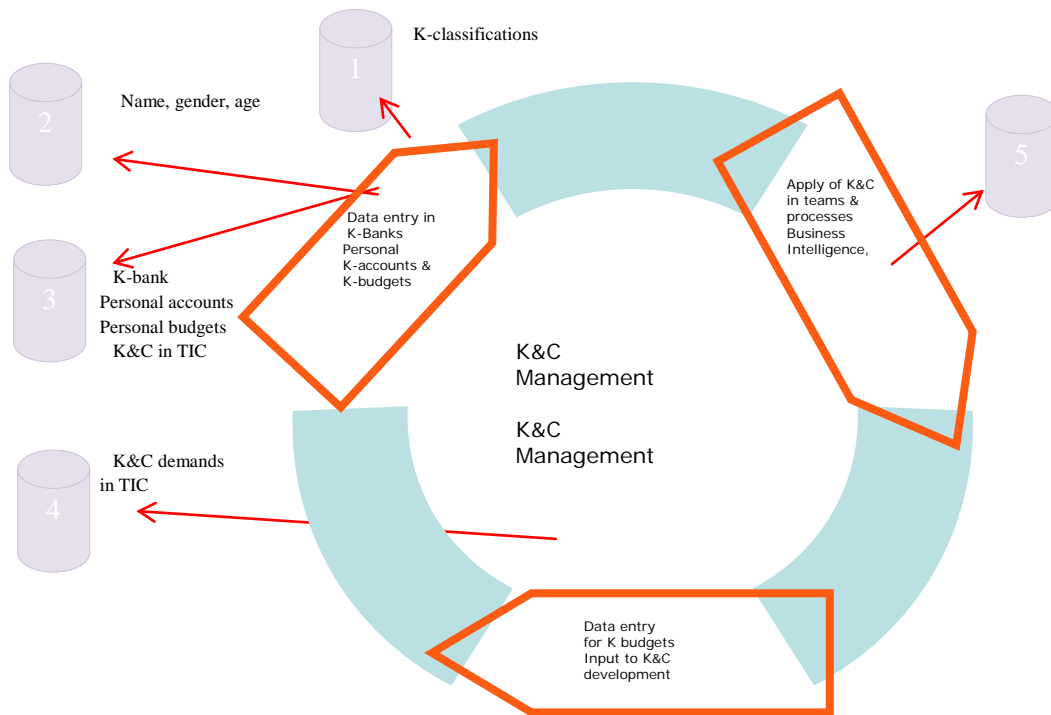 K-classifications
1
Name, gender, age
2
5
Apply of K&C
in teams &
processes
Business
Intelligence,
Data entry in
K-Banks
Personal
K-accounts &
K-budgets
3
K-bank
Personal accounts
Personal budgets
K&C in TIC
K&C
Management
K&C
Management
K&C demands
in TIC
4
Data entry
for K budgets
Input to K&C
development